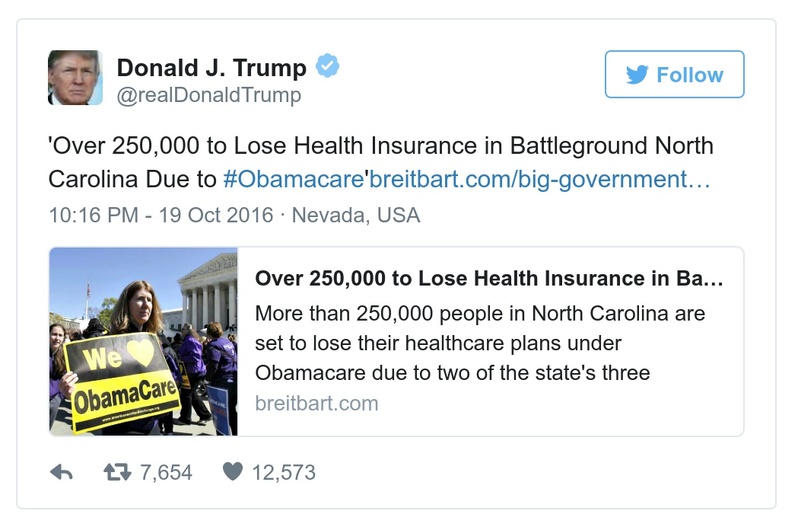 Donald J. Trump
@realDonaldTrump
Follow
'Over 250,000 to Lose Health Insurance in Battleground North
Carolina Due to #Obamacare'breitbart.com/big-government…
10:16 PM - 19 Oct 2016 · Nevada, USA
We
ObamaCare
Over 250,000 to Lose Health Insurance in Ba…
More than 250,000 people in North Carolina are
set to lose their healthcare plans under
Obamacare due to two of the state's three
breitbart.com
7,654 12,573